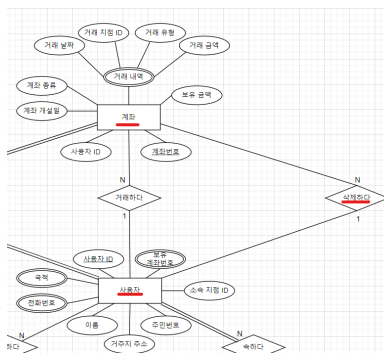 거래 지점 ID
거래 유형
거래 날짜
거래 금액
거래 내역
계좌 종류
보유 금액
계좌 개설일
계좌
사용자 ID
계좌번호
N
N
거래하다
삭제하다
1
1
사용자 ID
보유
계좌번호
국적
사용자
소속 지점 ID
전화번호
이름
주민번호
거주지 주소
N
N
하다
속하다